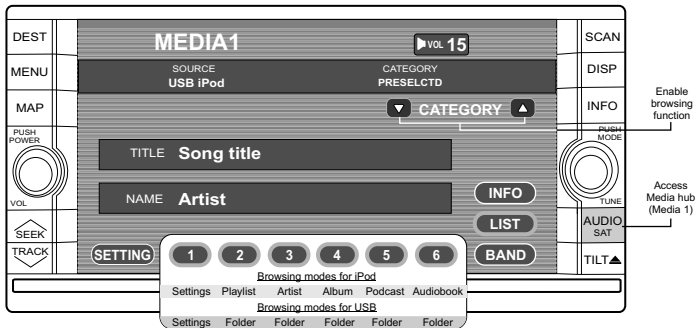 DEST
MENU
MAP
PUSH
POWER
VOL
SEEK
TRACK
MEDIA1
VOL 15
SOURCE
USB iPod
CATEGORY
PRESELCTD
CATEGORY
TITLE Song title
NAME Artist
INFO
LIST
SETTING
1 2 3 4 5 6
BAND
Browsing modes for iPod
Settings Playlist Artist Album Podcast Audiobook
Browsing modes for USB
Settings Folder Folder Folder Folder Folder
SCAN
DISP
INFO
PUSH
MODE
TUNE
AUDIO
SAT
TILT
Enable
browsing
function
Access
Media hub
(Media 1)